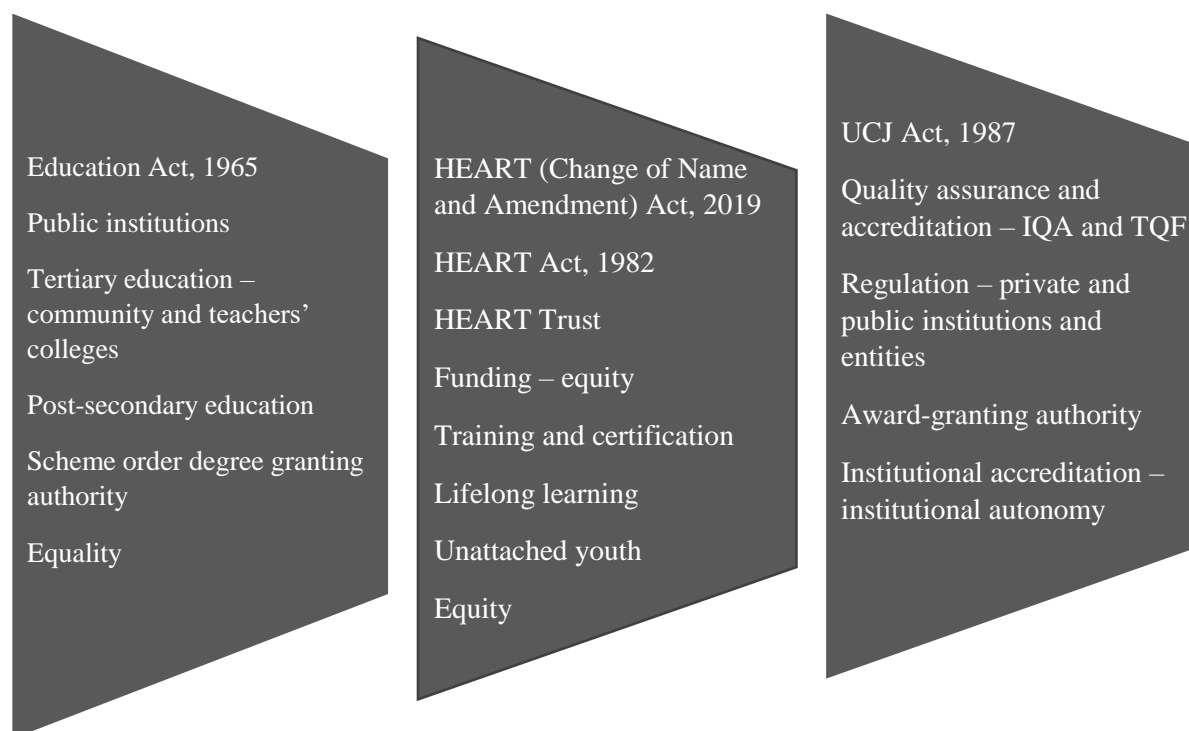 Education Act, 1965
Public institutions
Tertiary education –
community and teachers’
colleges
Post-secondary education
Scheme order degree granting
authority
Equality
HEART (Change of Name
and Amendment) Act, 2019
HEART Act, 1982
HEART Trust
Funding – equity
Training and certification
Lifelong learning
Unattached youth
Equity
UCJ Act, 1987
Quality assurance and
accreditation – IQA and TQF
Regulation – private and
public institutions and
entities
Award-granting authority
Institutional accreditation –
institutional autonomy